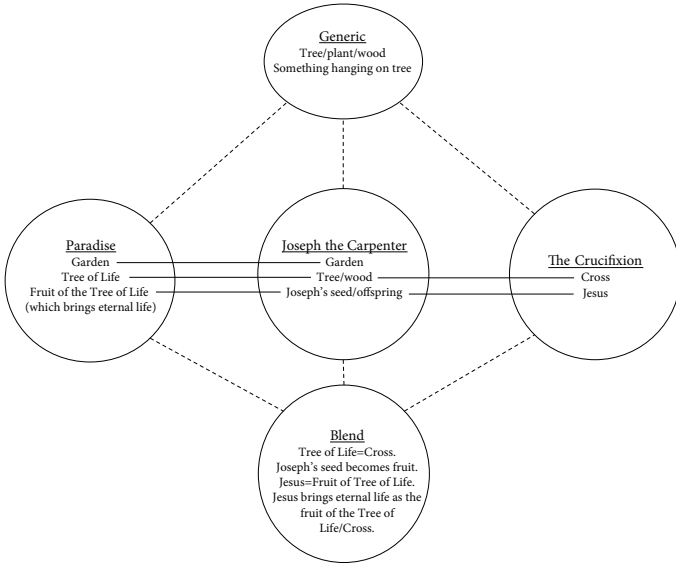 Generic
Tree/plant/wood
Something hanging on tree
Paradise
Garden
Tree of Life
Fruit of the Tree of Life
(which brings eternal life)
Joseph the Carpenter
Garden
Tree/wood
Joseph's seed/offspring
The Crucifixion
Cross
Jesus
Blend
Tree of Life=Cross.
Joseph's seed becomes fruit.
Jesus=Fruit of Tree of Life.
Jesus brings eternal life as the
fruit of the Tree of
Life/Cross.